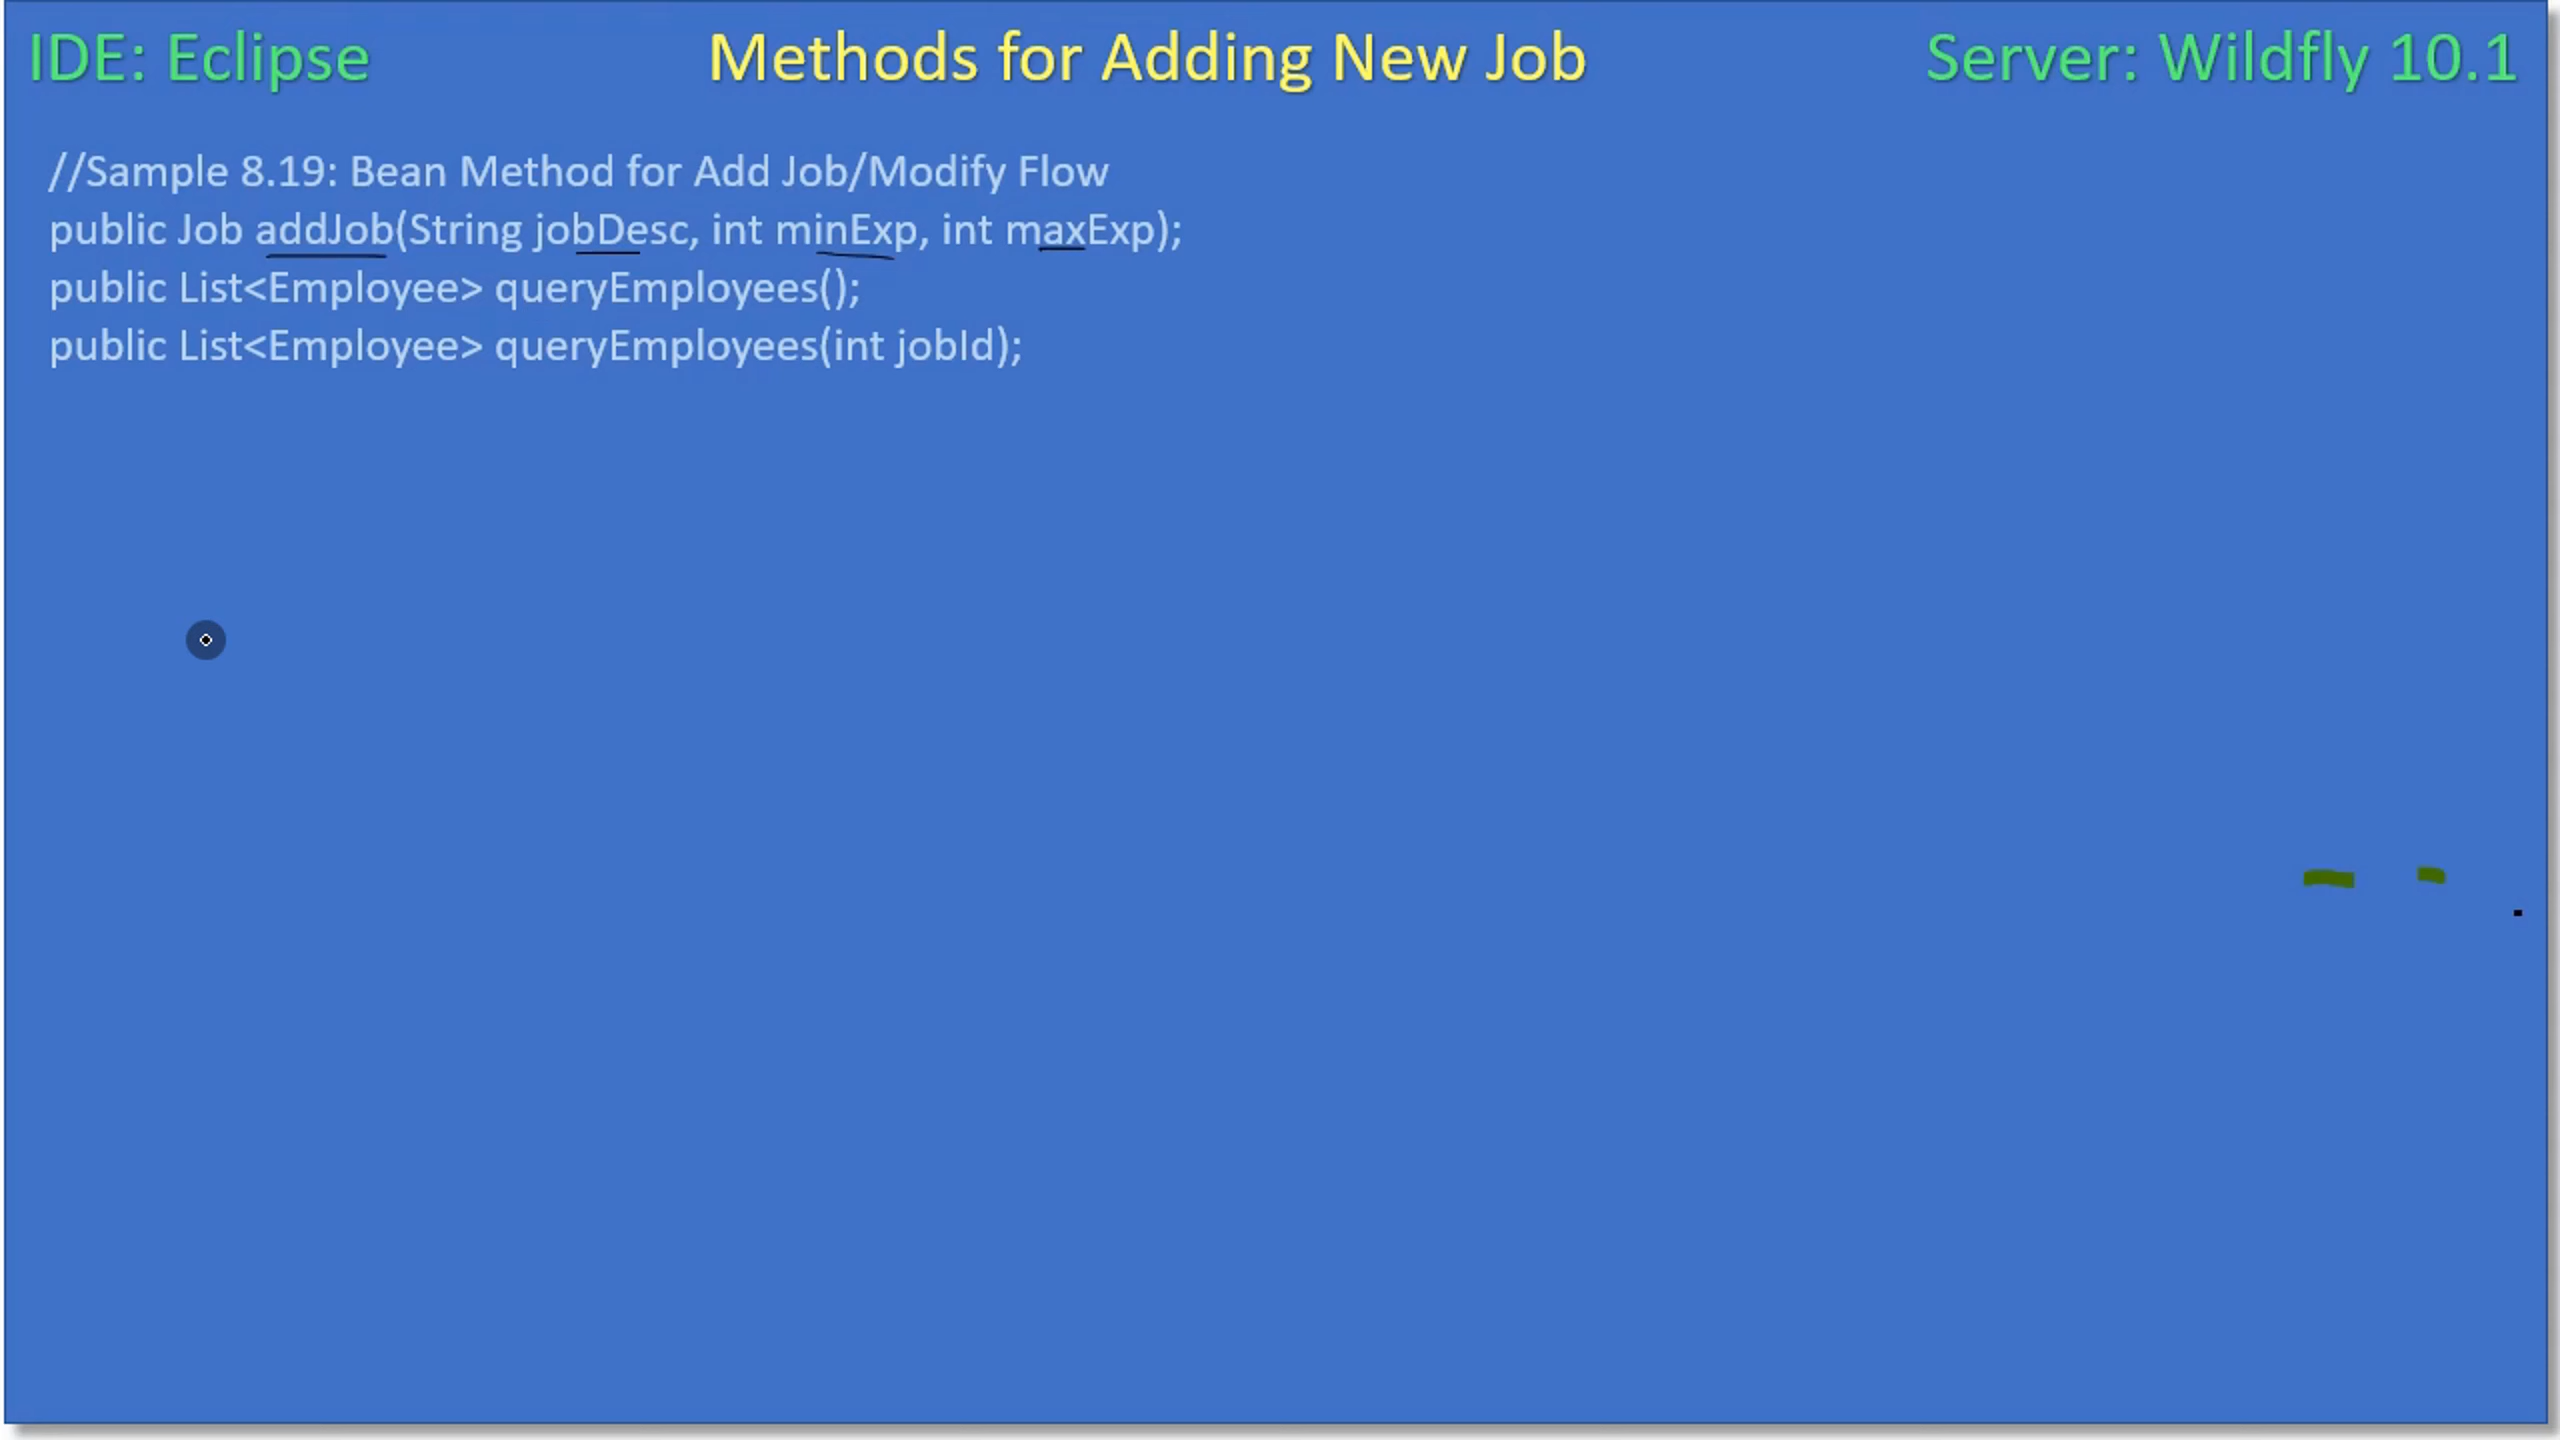 IDE: Eclipse
Methods for Adding New Job
Server: Wildfly 10.1
//Sample 8.19: Bean Method for Add Job/Modify Flow
public Job addJob(String jobDesc, int minExp, int maxExp);
public List<Employee> queryEmployees();
public List<Employee> queryEmployees(int jobId);